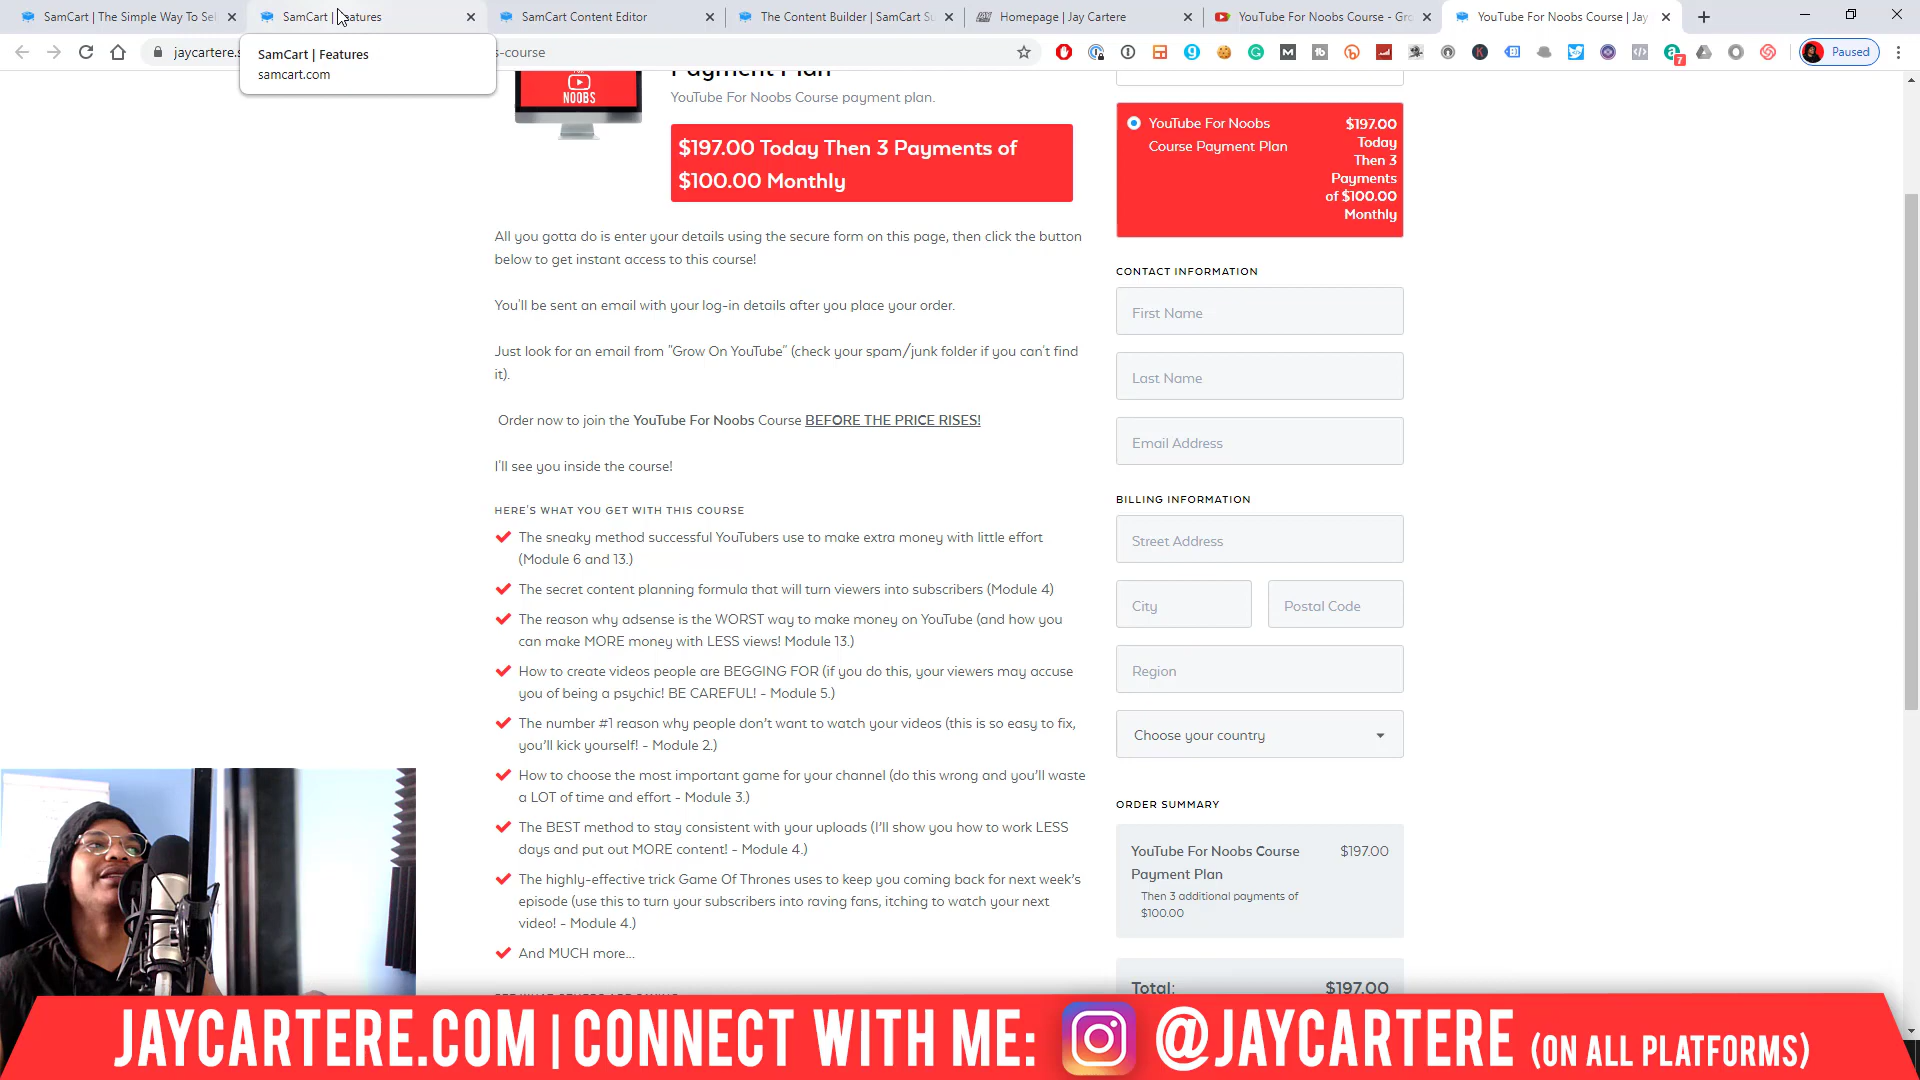 SamCart | The Simple Way To Sel
SamCart | Features
SamCart Content Editor
The Content Builder | SamCart Su
Homepage | Jay Cartere
YouTube For Noobs Course - Gro
YouTube For Noobs Course | Jay
jaycartere.s
s-course
Paused
7
SamCart | Features
samcart.com
NOOBS
Payment Plan
YouTube For Noobs Course payment plan.
$197.00 Today Then 3 Payments of
$100.00 Monthly
All you gotta do is enter your details using the secure form on this page, then click the button
below to get instant access to this course!
You'll be sent an email with your log-in details after you place your order.
Just look for an email from "Grow On YouTube" (check your spam/junk folder if you can't find
it).
Order now to join the YouTube For Noobs Course BEFORE THE PRICE RISES!
I'll see you inside the course!
HERE'S WHAT YOU GET WITH THIS COURSE
The sneaky method successful YouTubers use to make extra money with little effort
(Module 6 and 13.)
The secret content planning formula that will turn viewers into subscribers (Module 4)
The reason why adsense is the WORST way to make money on YouTube (and how you
can make MORE money with LESS views! Module 13.)
How to create videos people are BEGGING FOR (if you do this, your viewers may accuse
you of being a psychic! BE CAREFUL! - Module 5.)
The number #1 reason why people don't want to watch your videos (this is so easy to fix,
you'll kick yourself! - Module 2.)
How to choose the most important game for your channel (do this wrong and you'll waste
a LOT of time and effort - Module 3.)
The BEST method to stay consistent with your uploads (I'll show you how to work LESS
days and put out MORE content! - Module 4.)
The highly-effective trick Game Of Thrones uses to keep you coming back for next week's
episode (use this to turn your subscribers into raving fans, itching to watch your next
video! - Module 4.)
And MUCH more...
YouTube For Noobs
Course Payment Plan
$197.00
Today
Then 3
Payments
of $100.00
Monthly
CONTACT INFORMATION
First Name
Last Name
Email Address
BILLING INFORMATION
Street Address
City
Postal Code
Region
Choose your country
ORDER SUMMARY
YouTube For Noobs Course
Payment Plan
$197.00
Then 3 additional payments of
$100.00
Total:
$197.00
JAYCARTERE.COM | CONNECT WITH ME: @JAYCARTERE (ON ALL PLATFORMS)